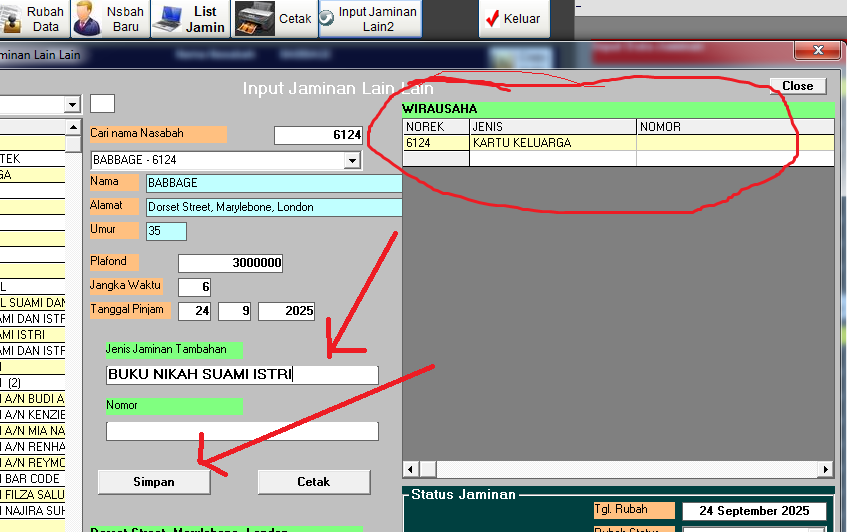 Rubah Data
Nsbah Baru
List Jamin
Cetak
Input Jaminan Lain2
Keluar
minan Lain Lain
Input Jaminan Lain Lain
Close
WIRAUSAHA
NOREK JENIS NOMOR
6124 KARTU KELUARGA
Cari nama Nasabah 6124
BABBAGE - 6124
Nama BABBAGE
Alamat Dorset Street, Marylebone, London
Umur 35
Plafond 3000000
Jangka Waktu 6
Tanggal Pinjam 24 9 2025
Jenis Jaminan Tambahan
BUKU NIKAH SUAMI ISTRI
Nomor
Simpan Cetak
TEK
GA
L
L SUAMI DAN
AMI DAN ISTF
AMI ISTRI
AMI DAN ISTF
I (2)
I A/N BUDI A
I A/N KENZIE
I A/N MIA NA
I A/N RENHA
I A/N REYMO
I BAR CODE
I FILZA SALU
I NAJIRA SUH
Status Jaminan
Tgl. Rubah 24 September 2025
Rubah Status
Dorset Street, Marylebone, London